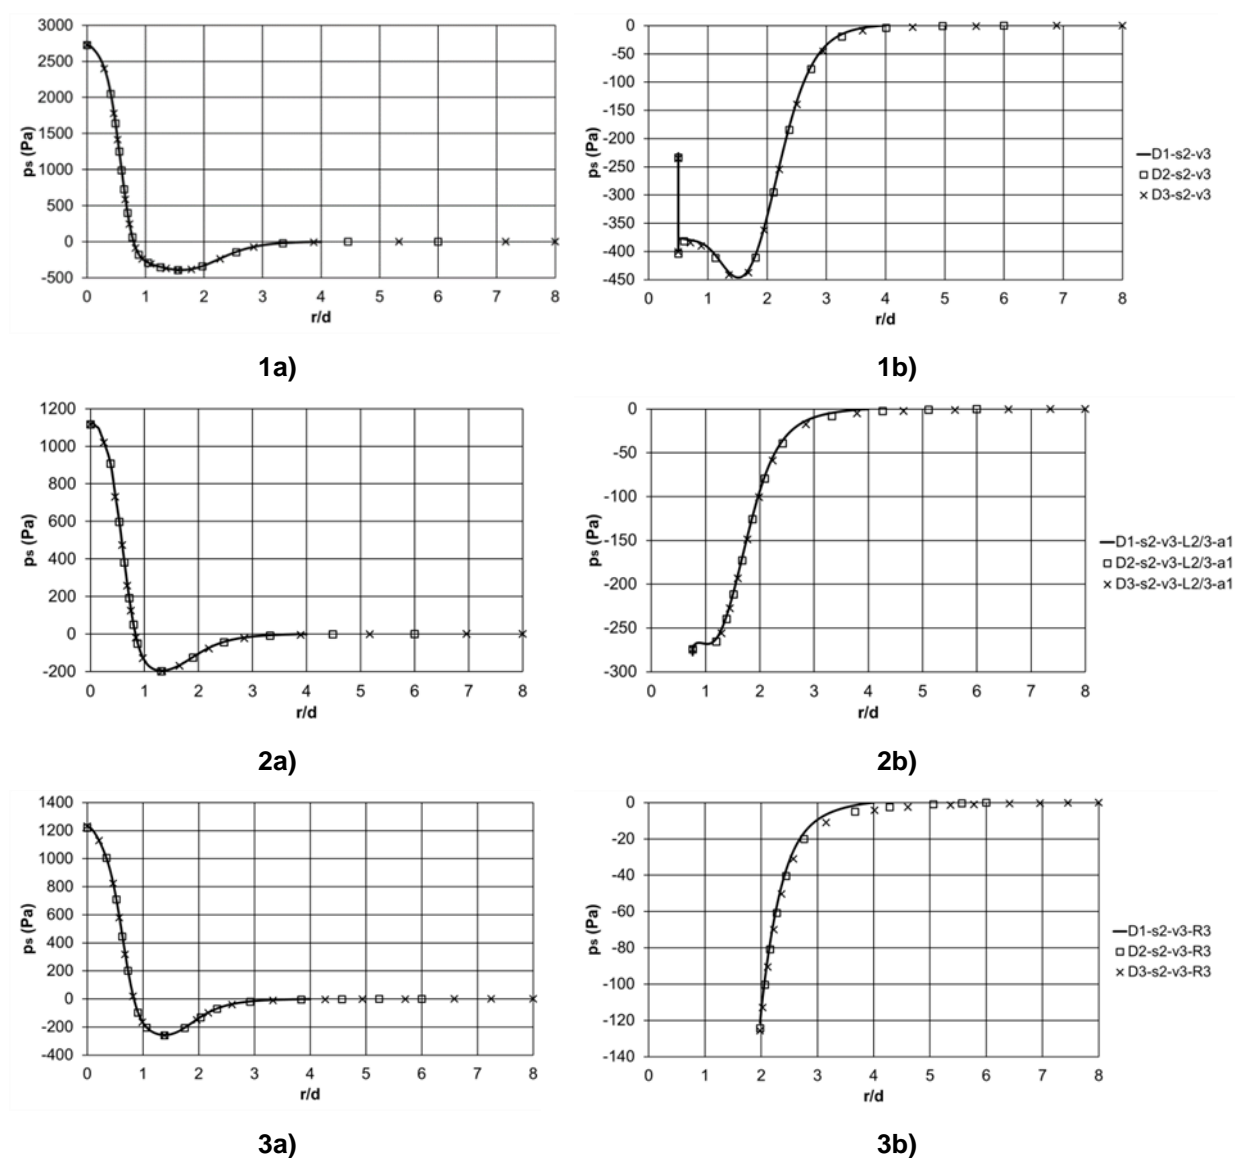 3000
2500
2000
1500
1000
500
0
-500
ps (Pa)
0 1 2 3 4 5 6 7 8
r/d
1a)
0
-50
-100
-150
-200
-250
-300
-350
-400
-450
ps (Pa)
0 1 2 3 4 5 6 7 8
r/d
D1-s2-v3
D2-s2-v3
D3-s2-v3
1b)
1200
1000
800
600
400
200
0
-200
ps (Pa)
0 1 2 3 4 5 6 7 8
r/d
2a)
0
-50
-100
-150
-200
-250
-300
ps (Pa)
0 1 2 3 4 5 6 7 8
r/d
D1-s2-v3-L2/3-a1
D2-s2-v3-L2/3-a1
D3-s2-v3-L2/3-a1
2b)
1400
1200
1000
800
600
400
200
0
-200
-400
ps (Pa)
0 1 2 3 4 5 6 7 8
r/d
3a)
0
-20
-40
-60
-80
-100
-120
-140
ps (Pa)
0 1 2 3 4 5 6 7 8
r/d
D1-s2-v3-R3
D2-s2-v3-R3
D3-s2-v3-R3
3b)